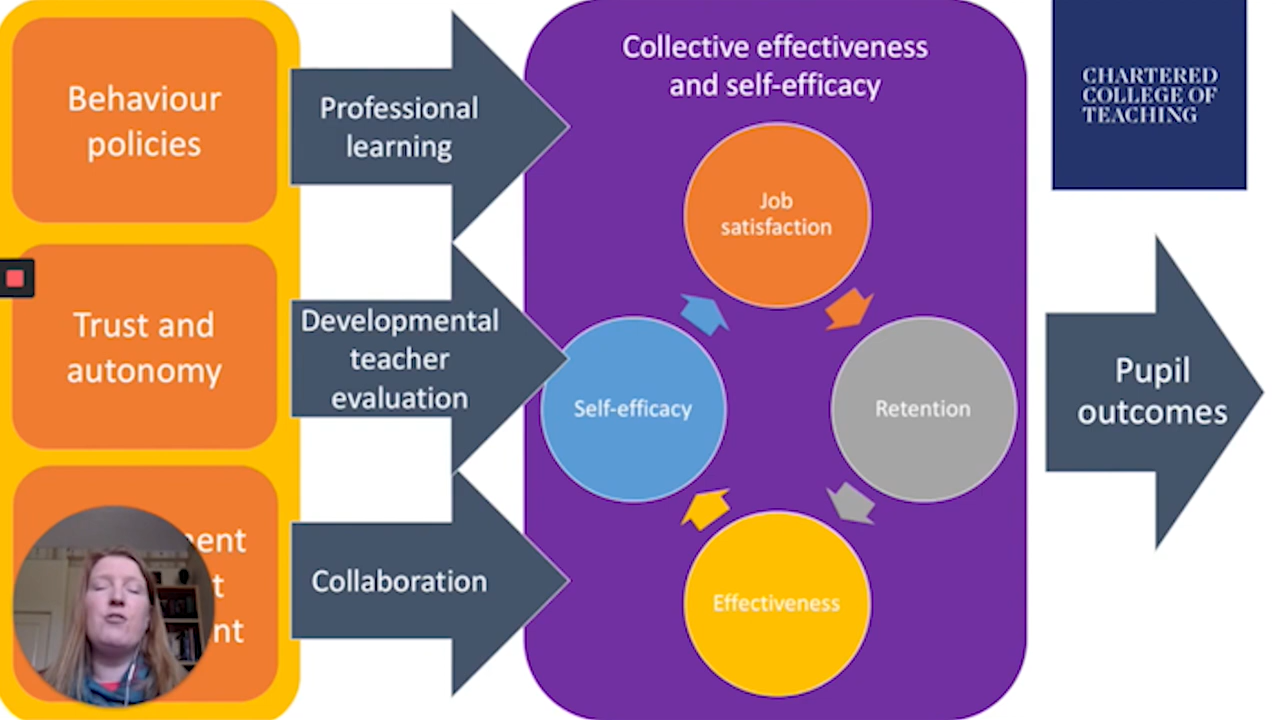 Behaviour
policies
Trust and
autonomy
Professional
learning
Developmental
teacher
evaluation
Collaboration
Collective effectiveness
and self-efficacy
Job
satisfaction
Self-efficacy
Retention
Effectiveness
CHARTERED
COLLEGE OF
TEACHING
Pupil
outcomes